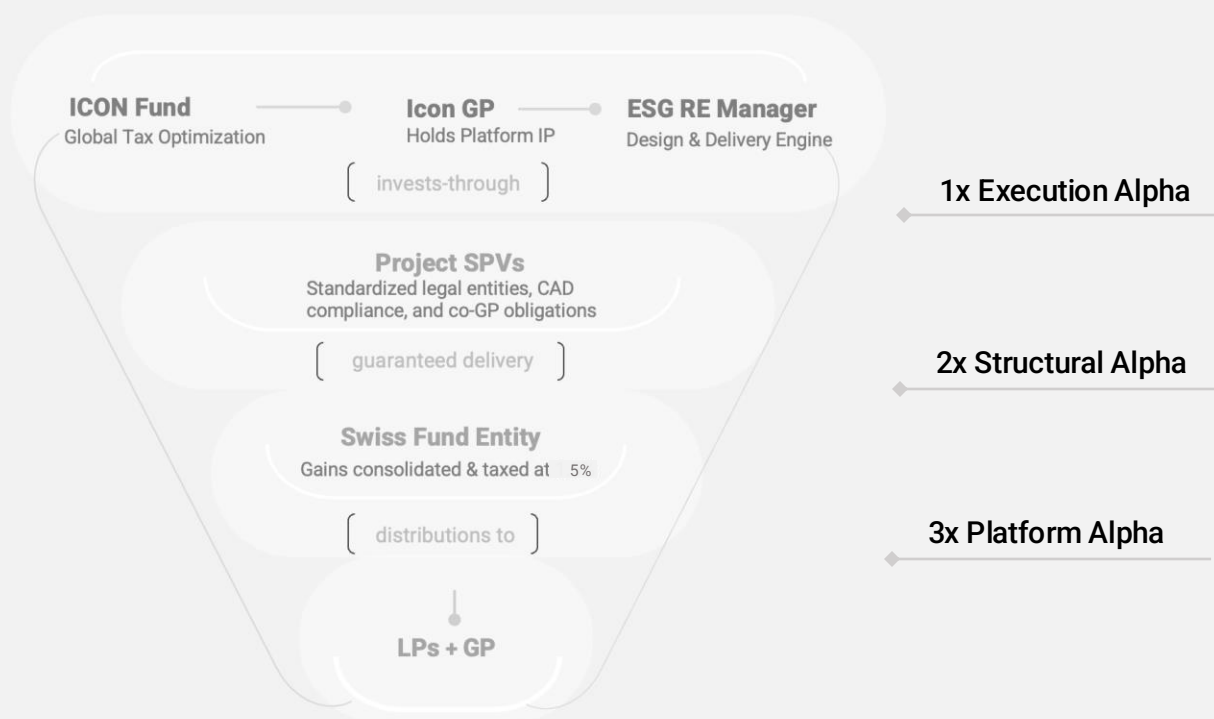 ICON Fund
Global Tax Optimization
Icon GP
Holds Platform IP
ESG RE Manager
Design & Delivery Engine
invests-through
1x Execution Alpha
Project SPVs
Standardized legal entities, CAD
compliance, and co-GP obligations
guaranteed delivery
2x Structural Alpha
Swiss Fund Entity
Gains consolidated & taxed at 5%
distributions to
3x Platform Alpha
LPs + GP